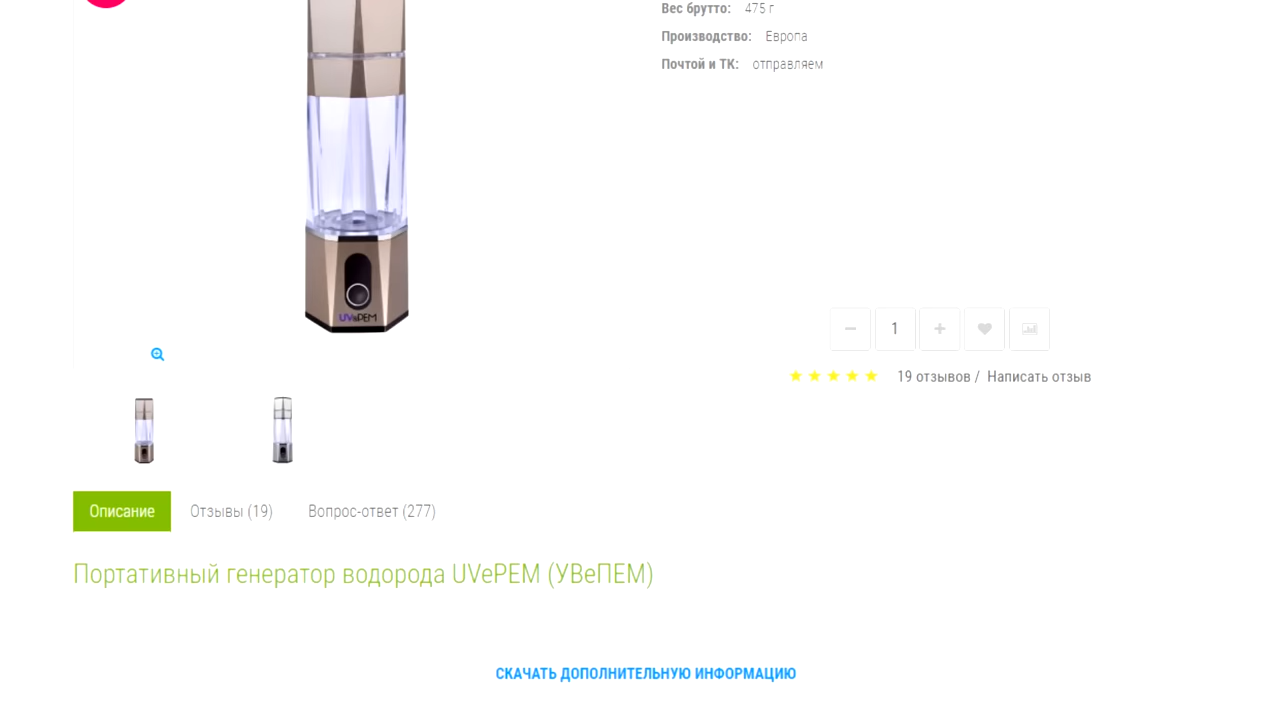 Вес брутто: 475 г
Производство: Европа
Почтой и ТК: отправляем
UVePEM
1
19 отзывов / Написать отзыв
Описание Отзывы (19) Вопрос-ответ (277)
Портативный генератор водорода UVePEM (УВеПЕМ)
СКАЧАТЬ ДОПОЛНИТЕЛЬНУЮ ИНФОРМАЦИЮ